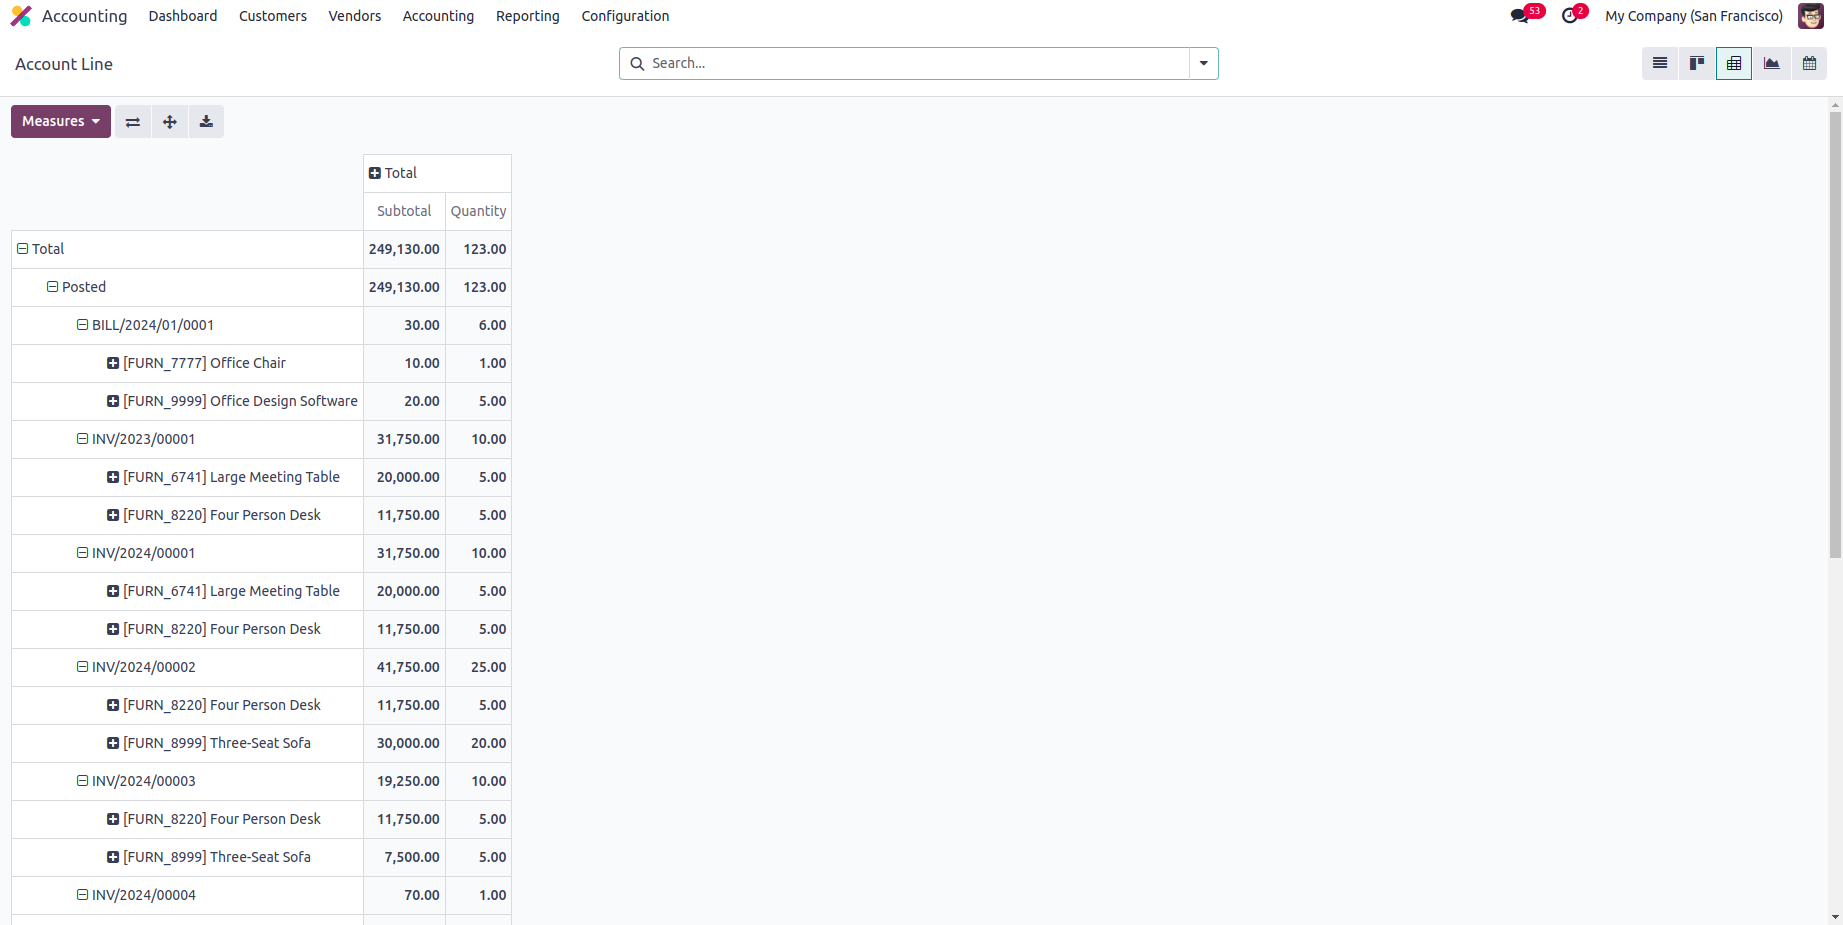 Accounting Dashboard Customers Vendors Accounting Reporting Configuration 53 2 My Company (San Francisco)
Account Line Search...
Measures
Total
Subtotal Quantity
Total 249,130.00 123.00
Posted 249,130.00 123.00
BILL/2024/01/0001 30.00 6.00
[FURN_7777] Office Chair 10.00 1.00
[FURN_9999] Office Design Software 20.00 5.00
INV/2023/00001 31,750.00 10.00
[FURN_6741] Large Meeting Table 20,000.00 5.00
[FURN_8220] Four Person Desk 11,750.00 5.00
INV/2024/00001 31,750.00 10.00
[FURN_6741] Large Meeting Table 20,000.00 5.00
[FURN_8220] Four Person Desk 11,750.00 5.00
INV/2024/00002 41,750.00 25.00
[FURN_8220] Four Person Desk 11,750.00 5.00
[FURN_8999] Three-Seat Sofa 30,000.00 20.00
INV/2024/00003 19,250.00 10.00
[FURN_8220] Four Person Desk 11,750.00 5.00
[FURN_8999] Three-Seat Sofa 7,500.00 5.00
INV/2024/00004 70.00 1.00